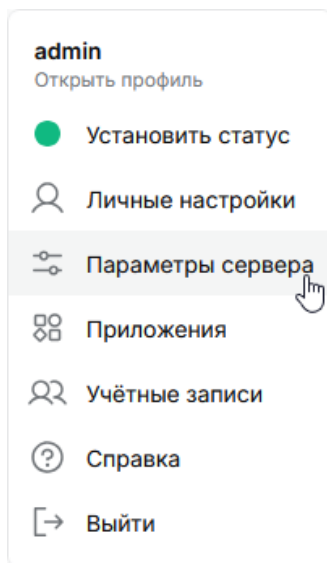 admin
Открыть профиль
Установить статус
Личные настройки
Параметры сервера
Приложения
Учётные записи
Справка
Выйти